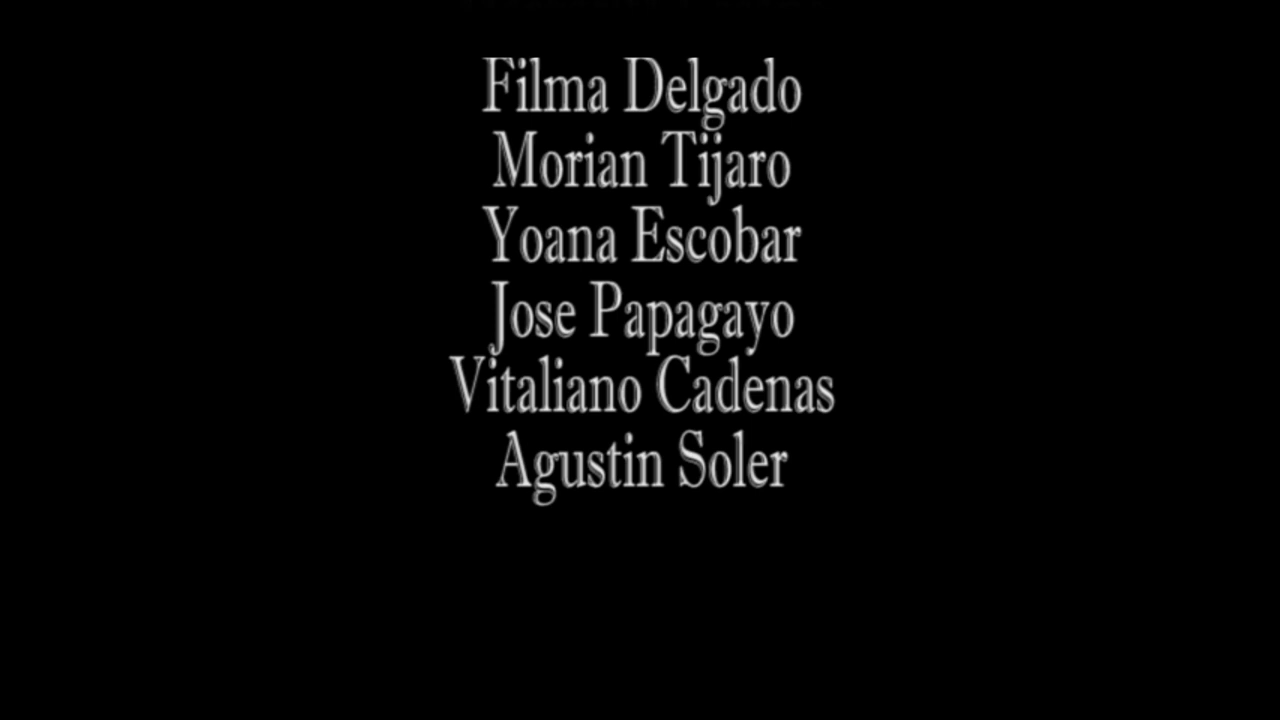 Filma Delgado
Morian Tijaro
Yoana Escobar
Jose Papagayo
Vitaliano Cadenas
Agustin Soler